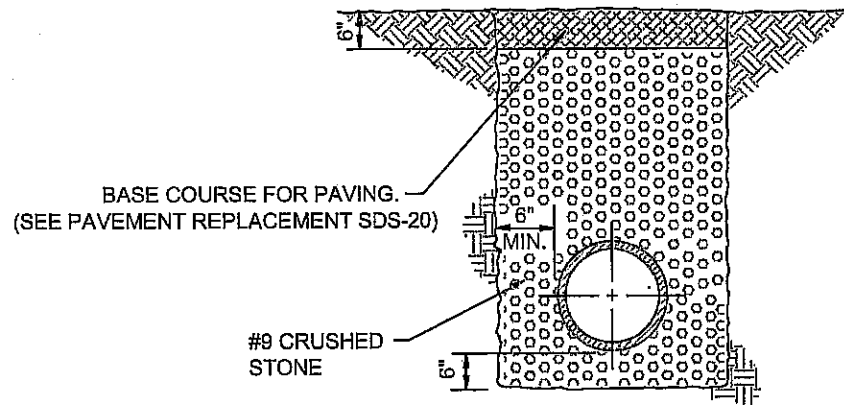 6"
BASE COURSE FOR PAVING.
(SEE PAVEMENT REPLACEMENT SDS-20)
6"
MIN.
#9 CRUSHED
STONE
6"